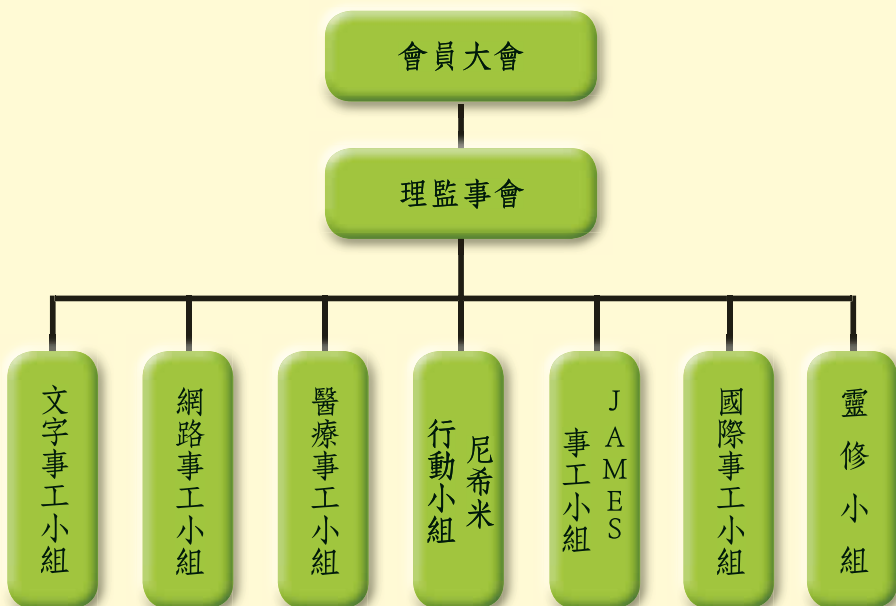 會員大會
理監事會
文字事工小組
網路事工小組
醫療事工小組
尼希米
行動小組
JAMES
事工小組
國際事工小組
靈修小組